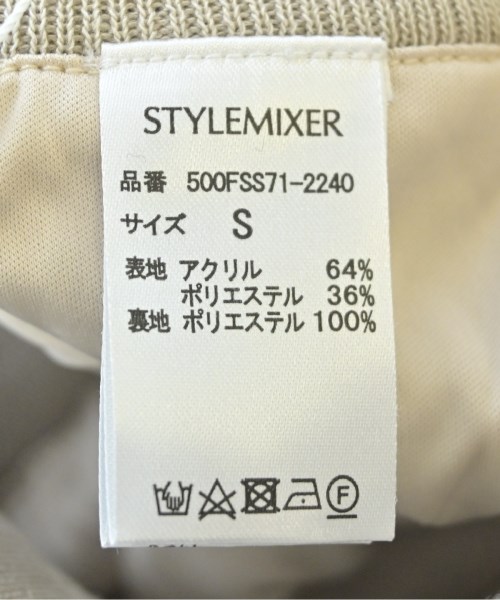 STYLEMIXER
品番 500FSS71-2240
サイズ S
表地 アクリル 64%
ポリエステル 36%
裏地 ポリエステル 100%
F